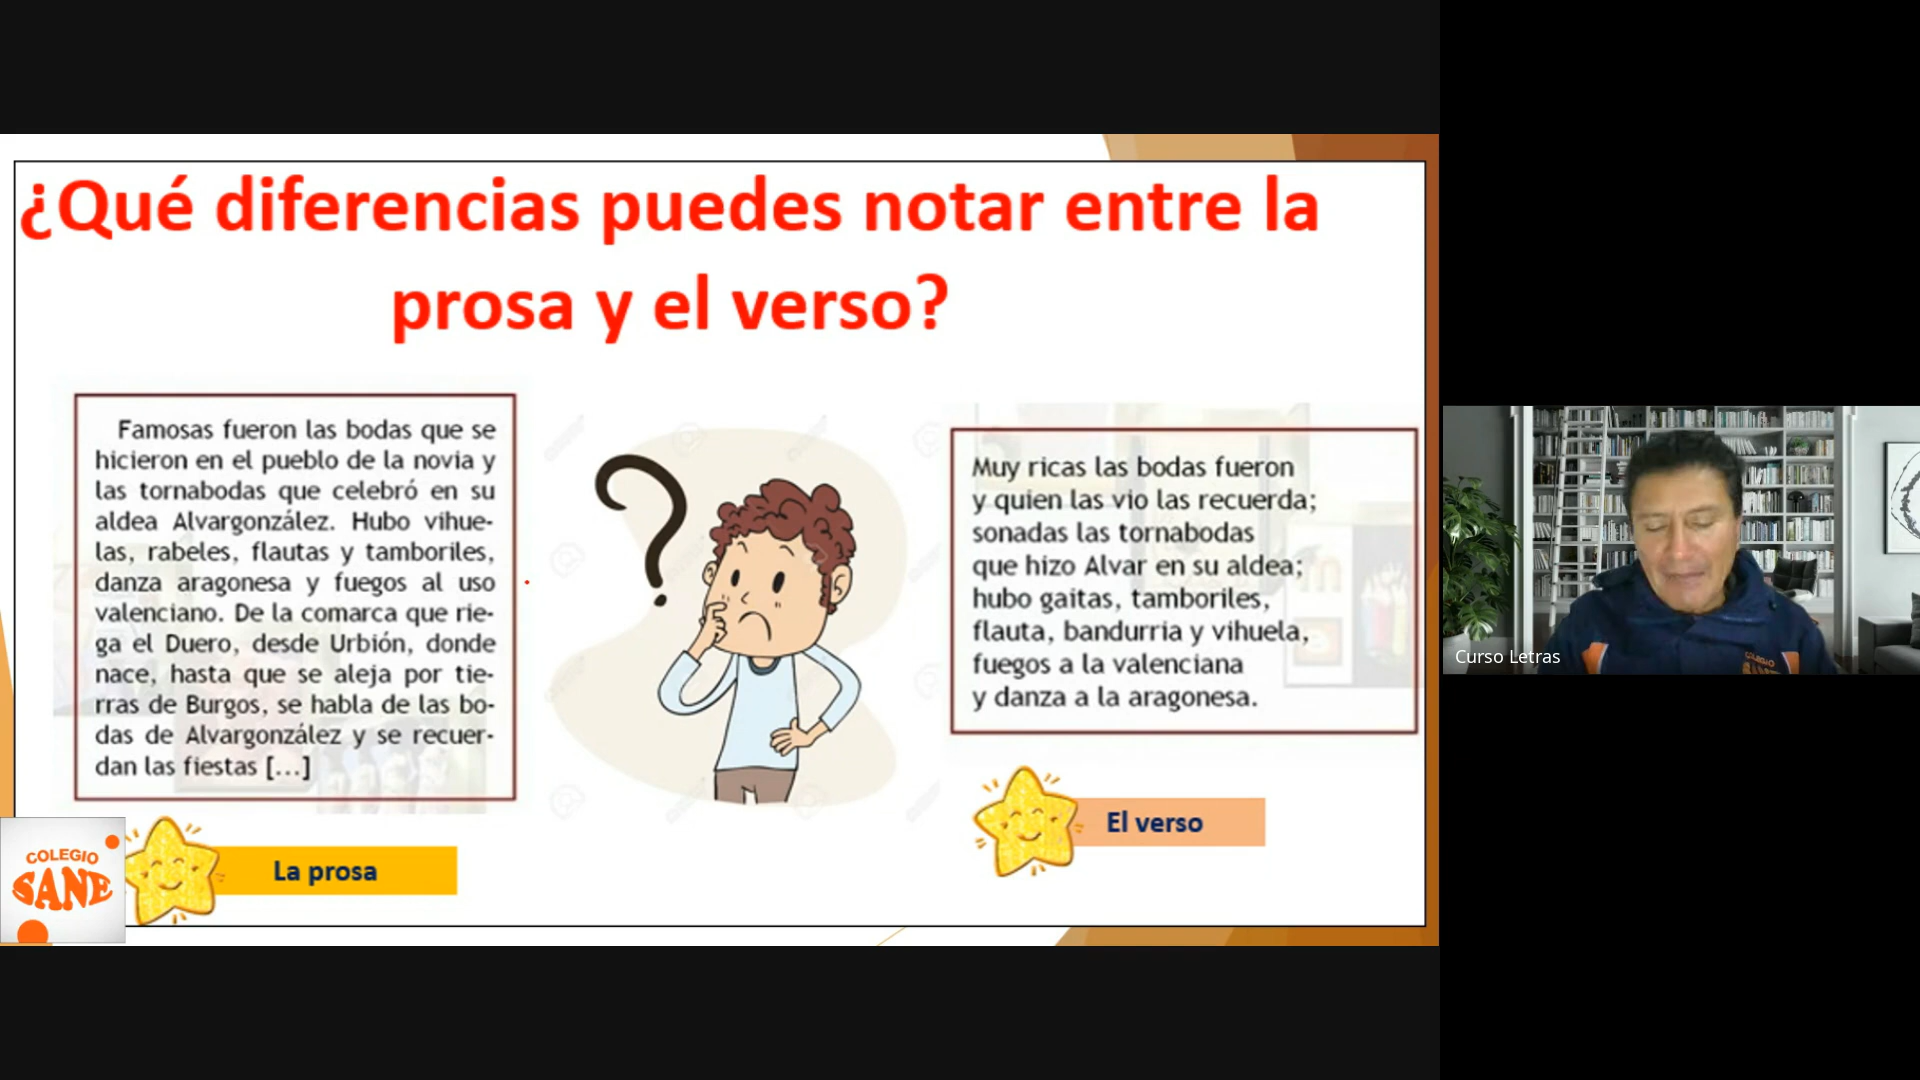 ¿Qué diferencias puedes notar entre la
prosa y el verso?
Famosas fueron las bodas que se
hicieron en el pueblo de la novia y
las tornabodas que celebró en su
aldea Alvargonzález. Hubo vihue-
las, rabeles, flautas y tamboriles,
danza aragonesa y fuegos al uso
valenciano. De la comarca que rie-
ga el Duero, desde Urbión, donde
nace, hasta que se aleja por tie-
rras de Burgos, se habla de las bo-
das de Alvargonzález y se recuer-
dan las fiestas [...]
La prosa
Muy ricas las bodas fueron
y quien las vio las recuerda;
sonadas las tornabodas
que hizo Alvar en su aldea;
hubo gaitas, tamboriles,
flauta, bandurria y vihuela,
fuegos a la valenciana
y danza a la aragonesa.
El verso
COLEGIO
SANE
Curso Letras
COLEGIO